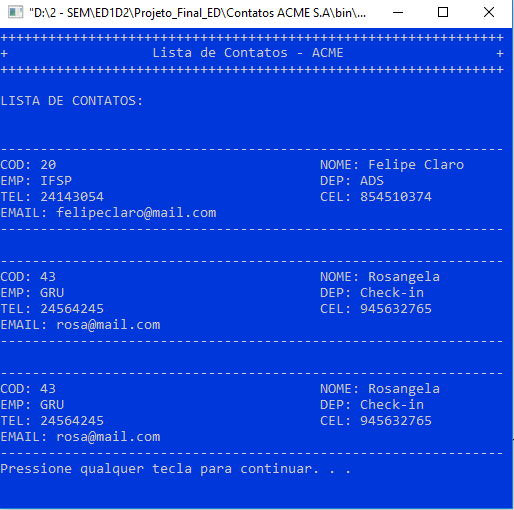 "D:\2 - SEM\ED1D2\Projeto_Final_ED\Contatos ACME S.A\bin\...
+++++++++++++++++++++++++++++++++++++++++++++++++++++++++++++++
+ Lista de Contatos - ACME +
+++++++++++++++++++++++++++++++++++++++++++++++++++++++++++++++
LISTA DE CONTATOS:
---------------------------------------------------------------
COD: 20 NOME: Felipe Claro
EMP: IFSP DEP: ADS
TEL: 24143054 CEL: 854510374
EMAIL: felipeclaro@mail.com
---------------------------------------------------------------
---------------------------------------------------------------
COD: 43 NOME: Rosangela
EMP: GRU DEP: Check-in
TEL: 24564245 CEL: 945632765
EMAIL: rosa@mail.com
---------------------------------------------------------------
---------------------------------------------------------------
COD: 43 NOME: Rosangela
EMP: GRU DEP: Check-in
TEL: 24564245 CEL: 945632765
EMAIL: rosa@mail.com
---------------------------------------------------------------
Pressione qualquer tecla para continuar. . .